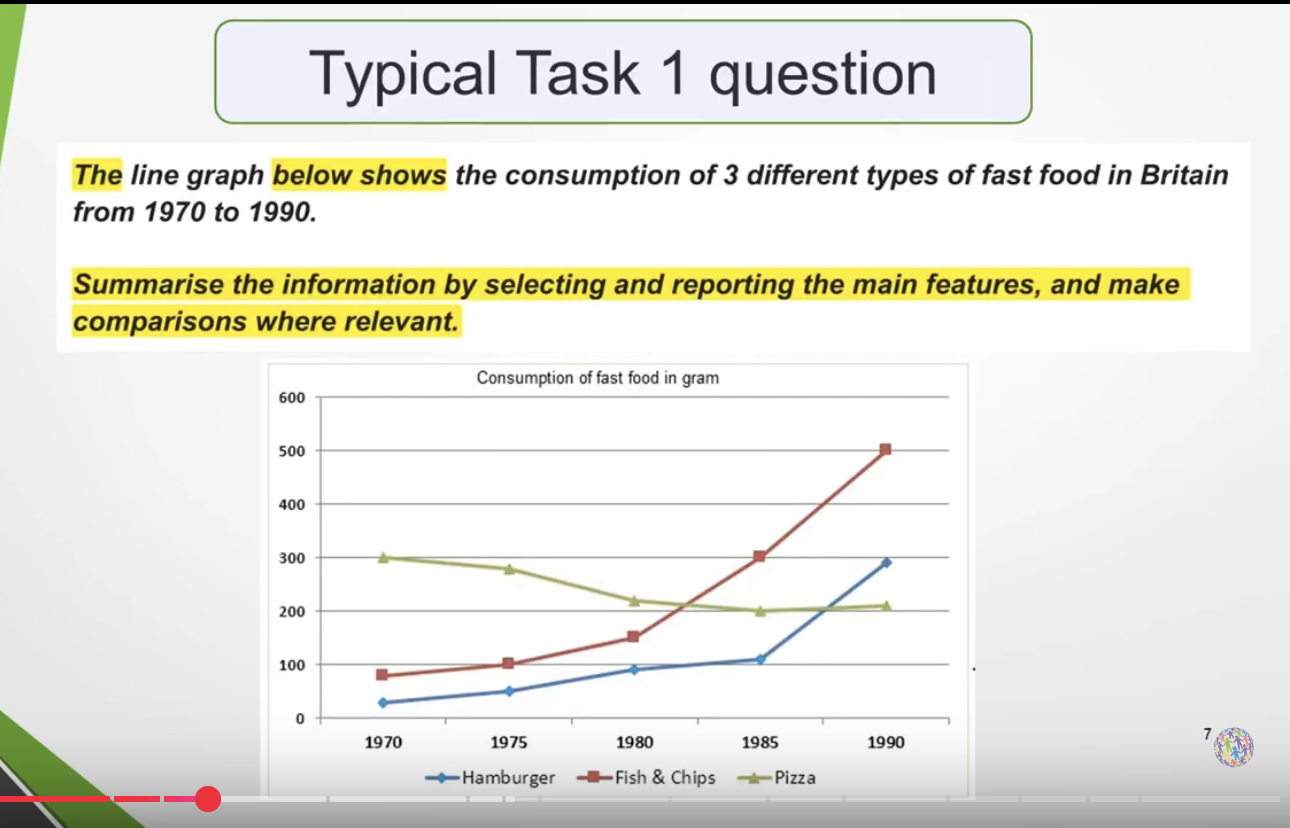 Typical Task 1 question
The line graph below shows the consumption of 3 different types of fast food in Britain
from 1970 to 1990.
Summarise the information by selecting and reporting the main features, and make
comparisons where relevant.
Consumption of fast food in gram
600
500
400
300
200
100
0
1970 1975 1980 1985 1990
Hamburger Fish & Chips Pizza
7